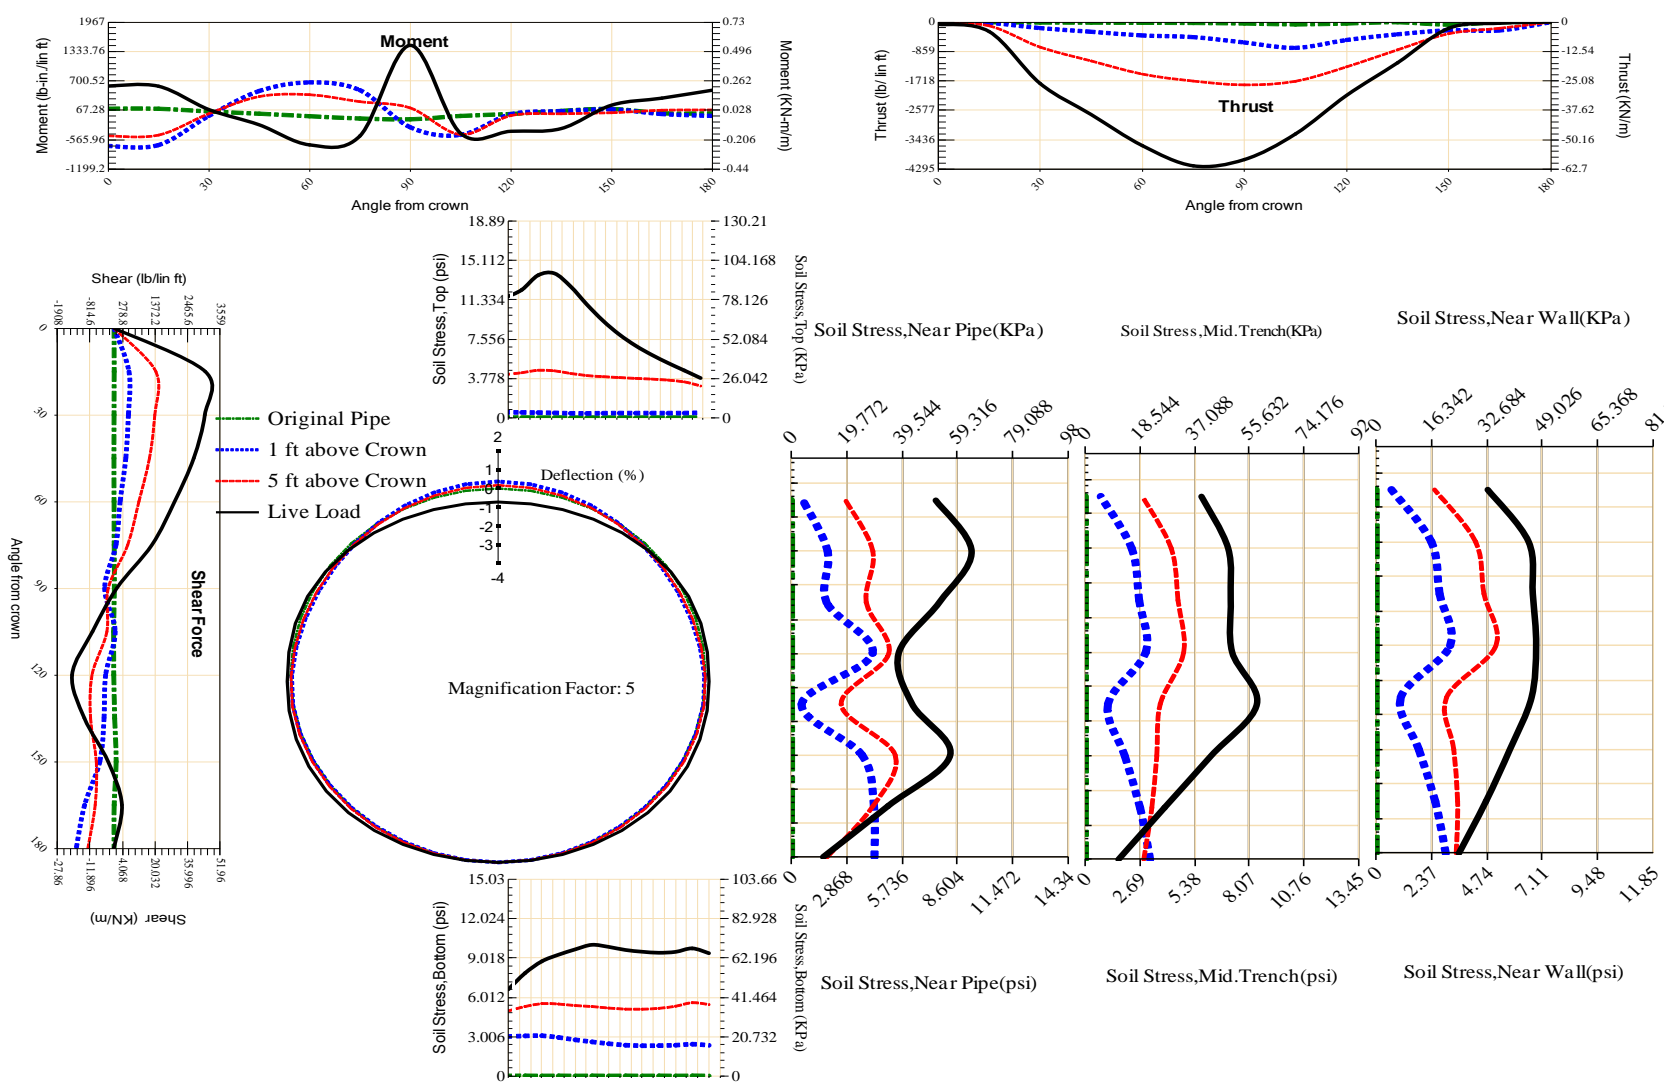 Moment
Moment (lb-in./lin ft)
1967
1333.76
700.52
67.28
-565.96
-1199.2
0.73
0.496
0.262
0.028
-0.206
-0.44
Moment (KN-m/m)
0 30 60 90 120 150 180
Angle from crown
Thrust
Thrust (lb/ lin ft)
0
-859
-1718
-2577
-3436
-4295
0
-12.54
-25.08
-37.62
-50.16
-62.7
Thrust (KN/m)
0 30 60 90 120 150 180
Angle from crown
Shear (lb/lin ft)
-1908 -814.6 278.8 1372.2 2465.6 3559
0
30
60
90
120
150
180
Angle from crown
Shear Force
-27.86 -11.896 4.068 20.032 35.996 51.96
Shear (KN/m)
Original Pipe
1 ft above Crown
5 ft above Crown
Live Load
Soil Stress,Top (psi)
18.89
15.112
11.334
7.556
3.778
0
130.21
104.168
78.126
52.084
26.042
0
Soil Stress,Top (KPa)
2
1
0
-1
-2
-3
-4
Deflection (%)
Magnification Factor: 5
Soil Stress,Bottom (psi)
15.03
12.024
9.018
6.012
3.006
0
103.66
82.928
62.196
41.464
20.732
0
Soil Stress,Bottom (KPa)
Soil Stress,Near Pipe(KPa)
0 19.772 39.544 59.316 79.088 98
0 2.868 5.736 8.604 11.472 14.34
Soil Stress,Near Pipe(psi)
Soil Stress,Mid.Trench(KPa)
0 18.544 37.088 55.632 74.176 92
0 2.69 5.38 8.07 10.76 13.45
Soil Stress,Mid.Trench(psi)
Soil Stress,Near Wall(KPa)
0 16.342 32.684 49.026 65.368 81
0 2.37 4.74 7.11 9.48 11.85
Soil Stress,Near Wall(psi)